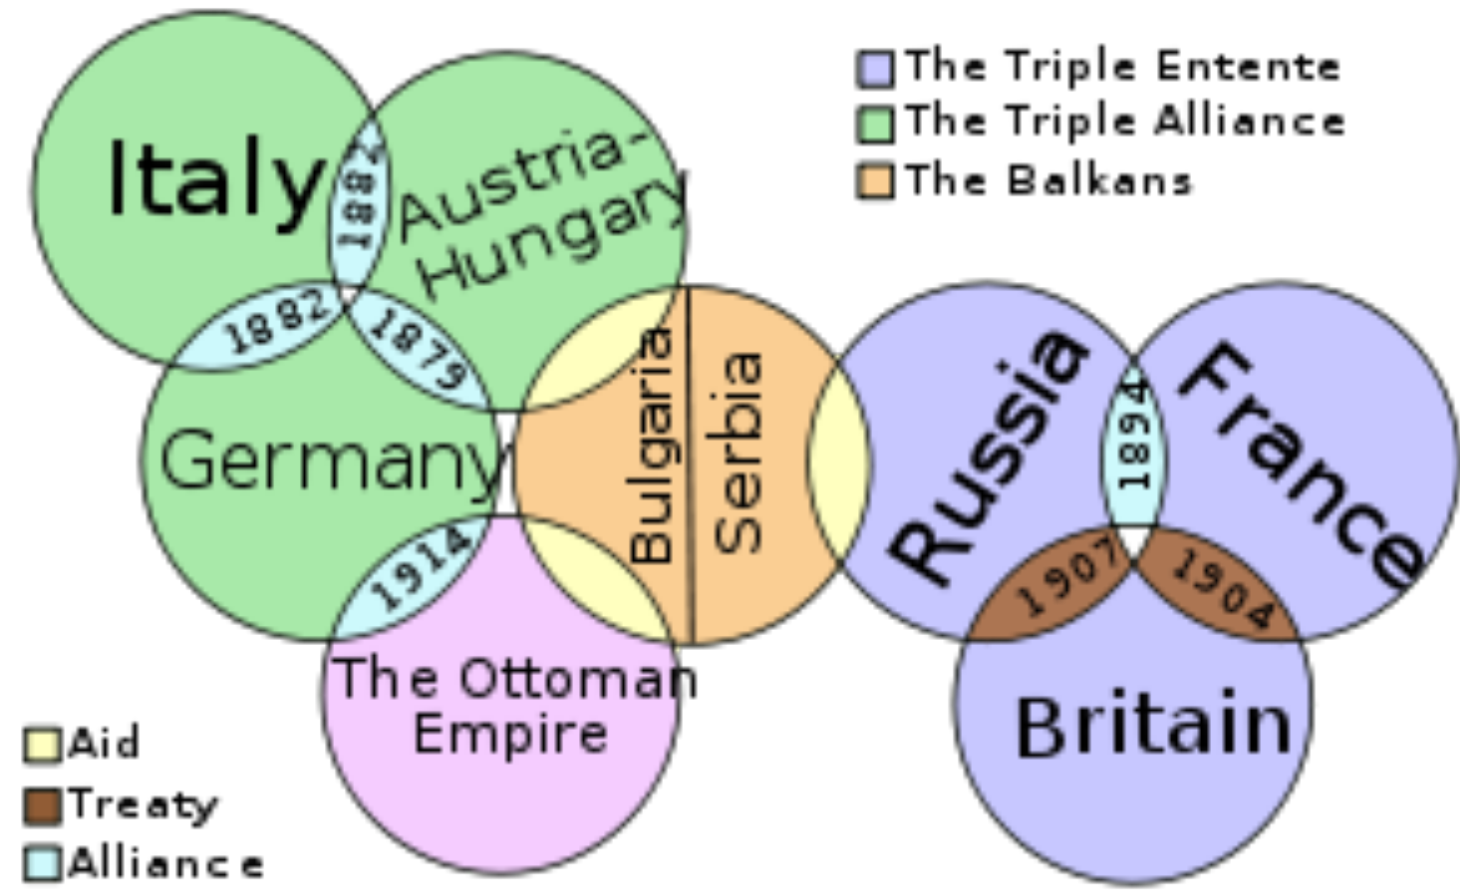 Italy
1882
Austria-
Hungary
1882
1879
Germany
1914
Bulgaria
Serbia
The Ottoman
Empire
The Triple Entente
The Triple Alliance
The Balkans
Russia
1894
France
1907
1904
Britain
Aid
Treaty
Alliance